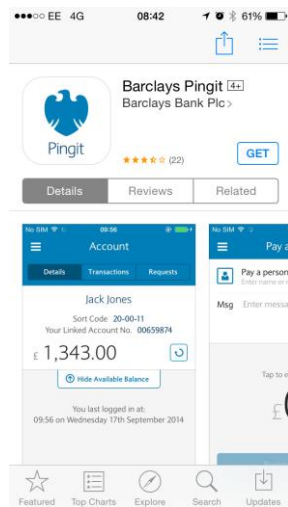 EE 4G 08:42 61%
Barclays Pingit 4+
Barclays Bank Plc >
Pingit
(22)
GET
Details Reviews Related
No SIM 09:56
Account
Details Transactions Requests
Jack Jones
Sort Code 20-00-11
Your Linked Account No. 00659874
£ 1,343.00
Hide Available Balance
You last logged in at:
09:56 on Wednesday 17th September 2014
No SIM
Pay a
Pay a person
Msg Enter messa
Tap to e
£
Featured Top Charts Explore Search Updates